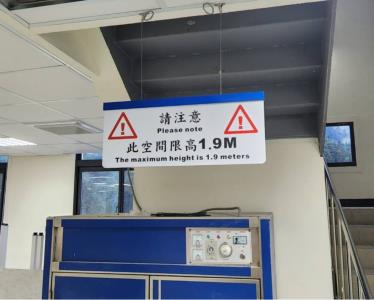 請注意
Please note
此空間限高1.9M
The maximum height is 1.9 meters